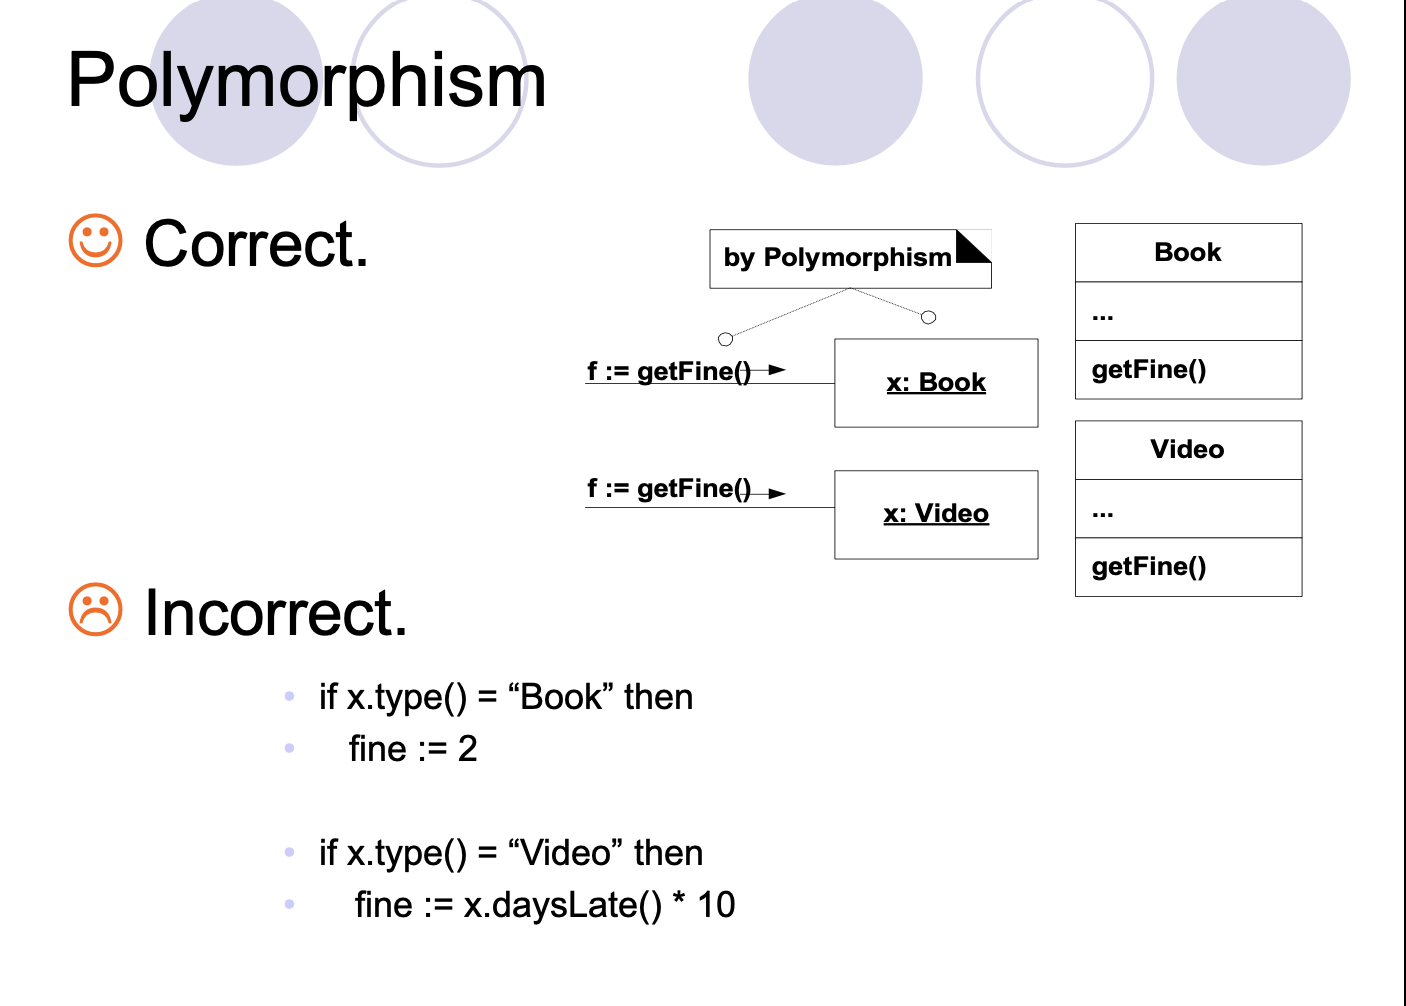 Polymorphism
Correct.
by Polymorphism
f := getFine()
x: Book
f := getFine()
x: Video
Book
...
getFine()
Video
...
getFine()
Incorrect.
• if x.type() = “Book” then
• fine := 2
• if x.type() = “Video” then
• fine := x.daysLate() * 10